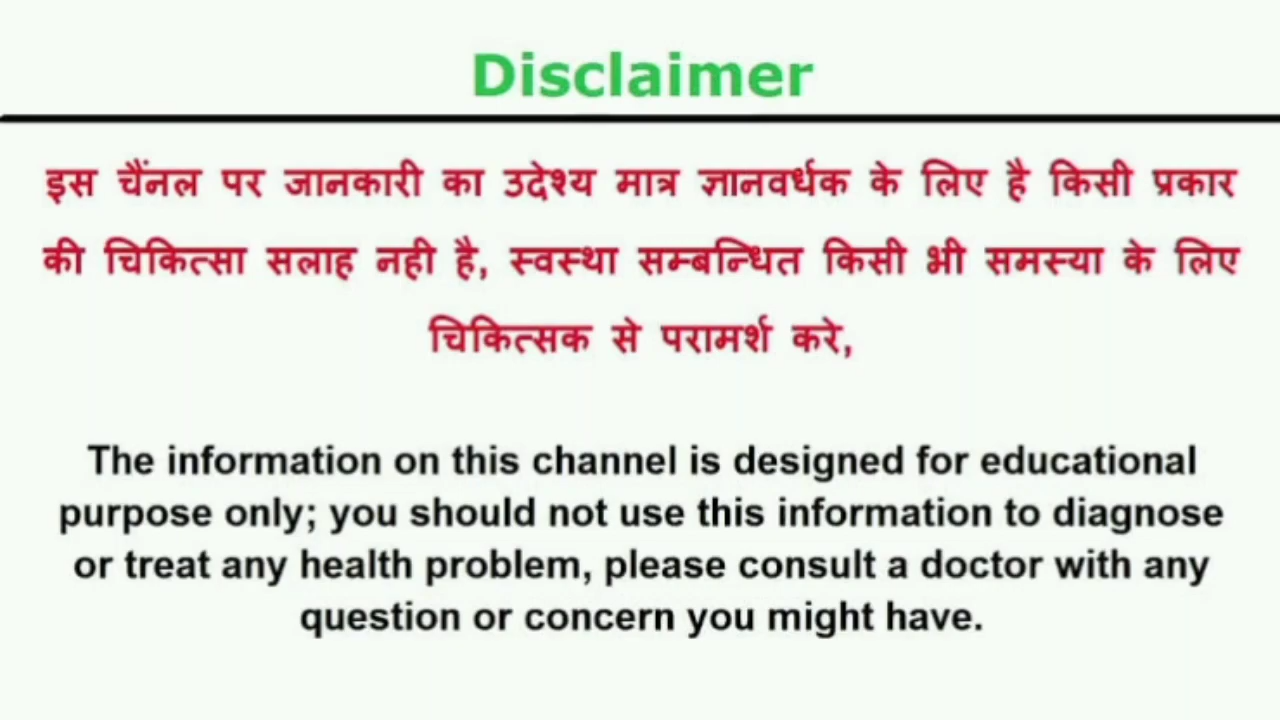 Disclaimer
इस चैंनल पर जानकारी का उदेश्य मात्र ज्ञानवर्धक के लिए है किसी प्रकार
की चिकित्सा सलाह नही है, स्वस्था सम्बन्धित किसी भी समस्या के लिए
चिकित्सक से परामर्श करे,
The information on this channel is designed for educational
purpose only; you should not use this information to diagnose
or treat any health problem, please consult a doctor with any
question or concern you might have.